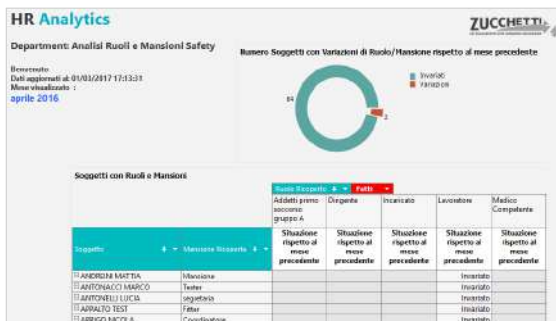 HR Analytics
ZUCCHETTI
Department: Analisi Ruoli e Mansioni Safety
Numero Soggetti con Variazioni di Ruolo/Mansione rispetto al mese precedente
Benvenuto
Dati aggiornati al: 01/03/2017 17:13:31
Mese visualizzato :
aprile 2016
Invariati
Variazioni
84
Soggetti con Ruoli e Mansioni
Ruolo Ricoperto Fatti
Addetti primo soccorso gruppo A
Dirigente
Incaricato
Lavoratore
Medico Competente
Soggetto
Mansione Ricoperta
Situazione rispetto al mese precedente
Situazione rispetto al mese precedente
Situazione rispetto al mese precedente
Situazione rispetto al mese precedente
Situazione rispetto al mese precedente
ANDREINI MATTIA Mansione Invariato
ANTONACCI MARCO Tester Invariato
ANTONELLI LUCIA segretaria Invariato
APPALTO TEST Fitter Invariato
ARRIGO NICOLA Coordinatore Invariato